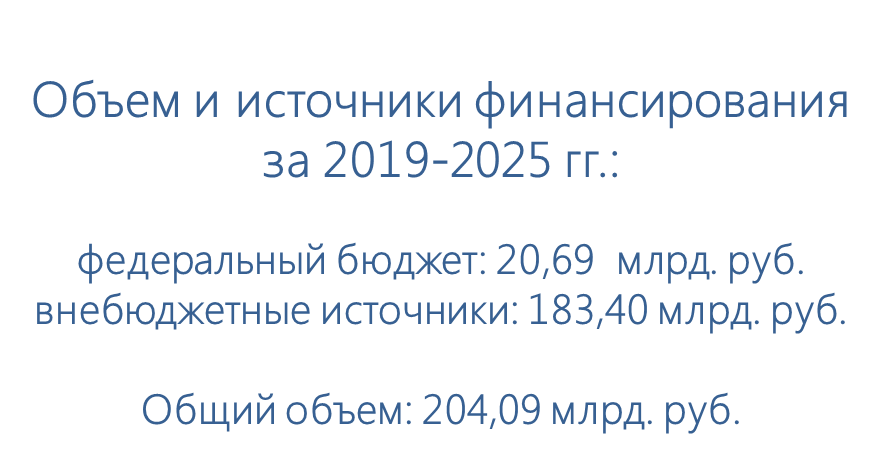 Объем и источники финансирования
за 2019-2025 гг.:
федеральный бюджет: 20,69 млрд. руб.
внебюджетные источники: 183,40 млрд. руб.
Общий объем: 204,09 млрд. руб.